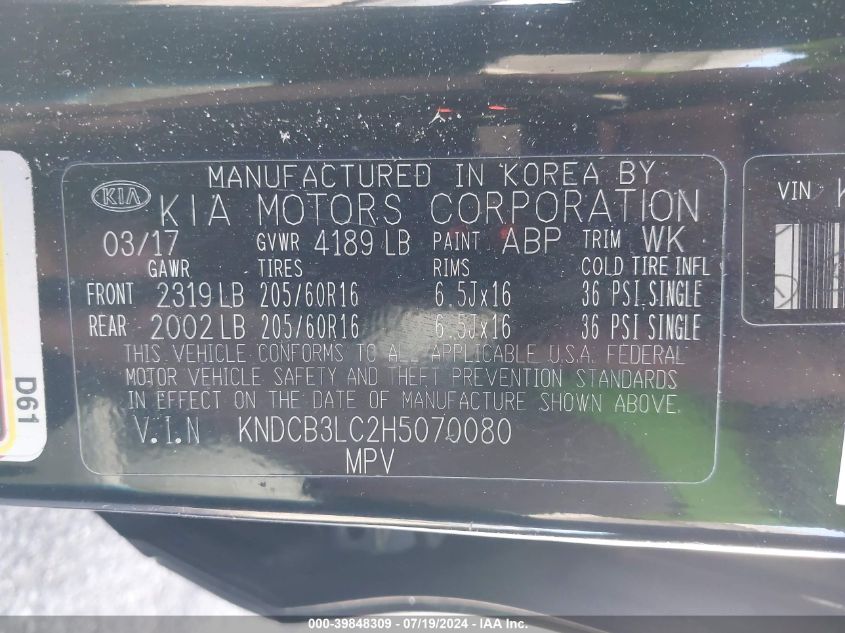 MANUFACTURED IN KOREA BY
KIA KIA MOTORS CORPORATION
03/17 GVWR 4189 LB PAINT ABP TRIM WK
GAWR TIRES RIMS COLD TIRE INFL
FRONT 2319 LB 205/60R16 6.5Jx16 36 PSI.SINGLE
REAR 2002 LB 205/60R16 6.5Jx16 36 PSI SINGLE
THIS VEHICLE CONFORMS TO ALL APPLICABLE U.S.A. FEDERAL
MOTOR VEHICLE SAFETY AND THEFT PREVENTION STANDARDS
IN EFFECT ON THE DATE OF MANUFACTURE SHOWN ABOVE.
V.I.N KNDCB3LC2H5070080
MPV
VIN
D61
000-39848309 - 07/19/2024 - IAA Inc.